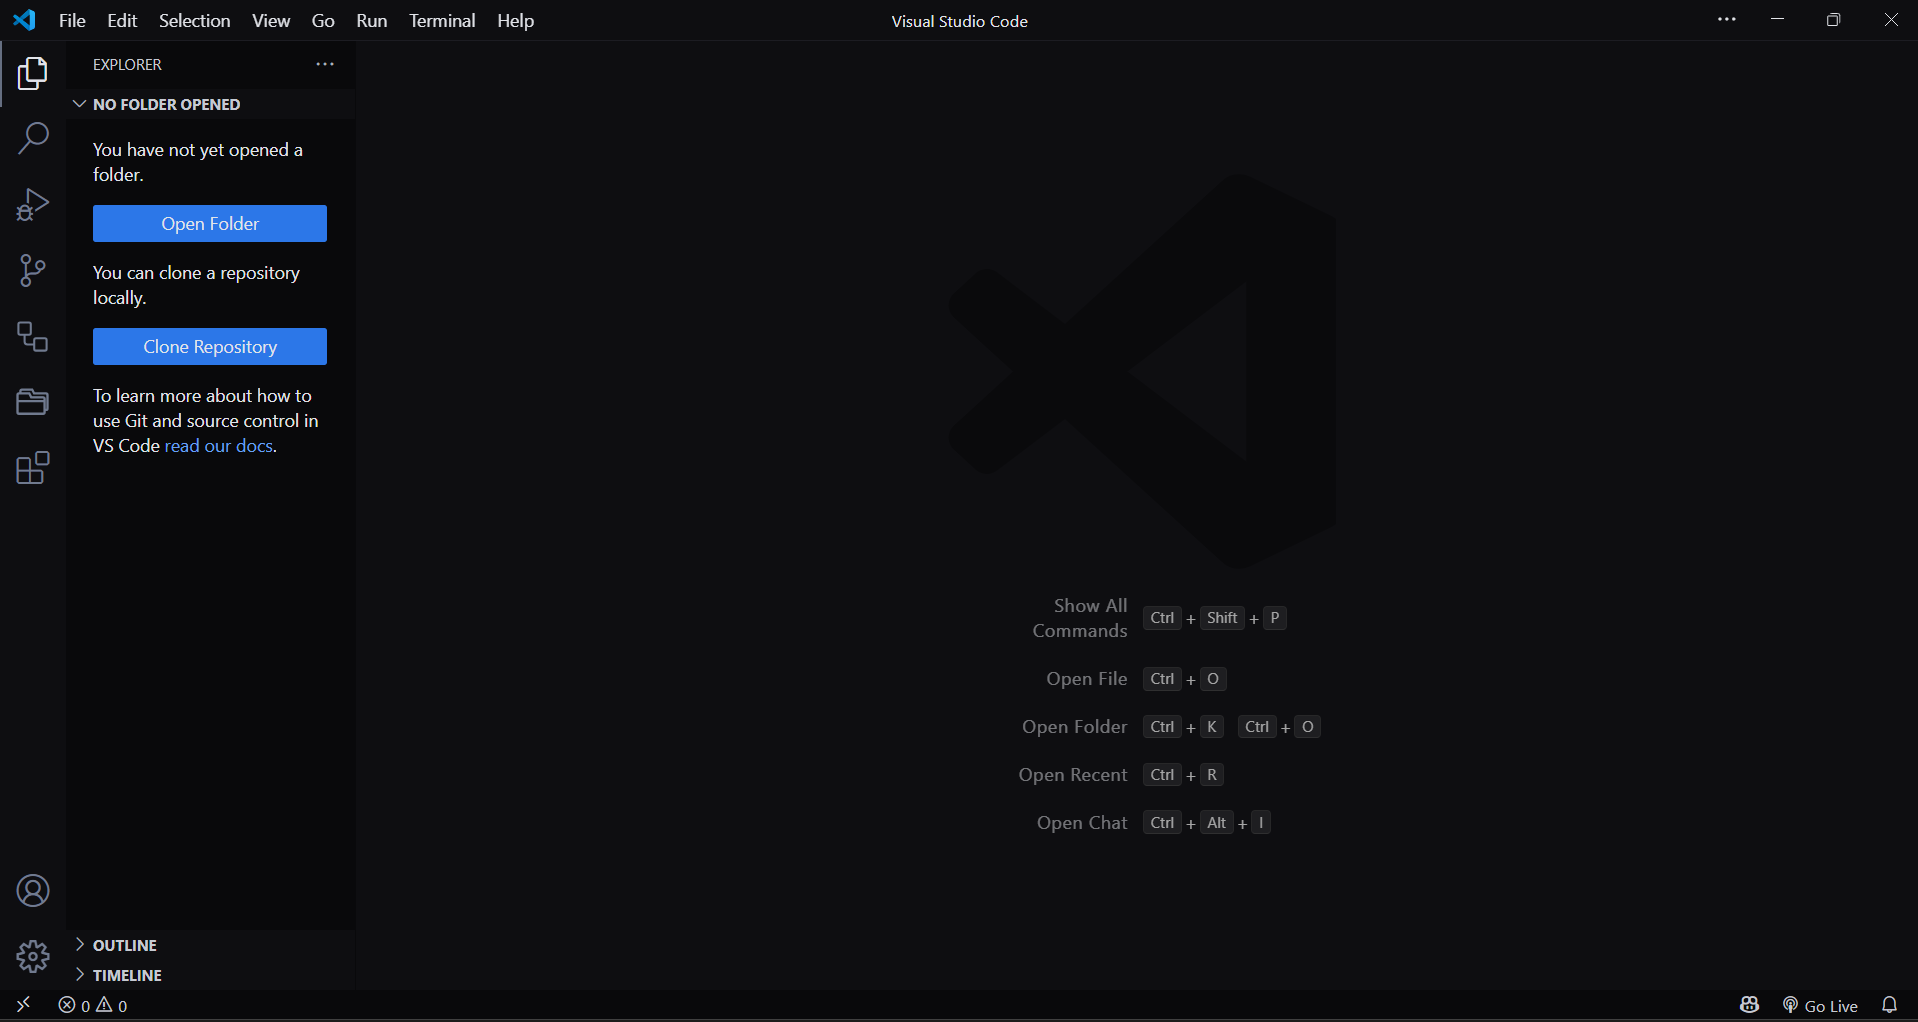 File Edit Selection View Go Run Terminal Help
Visual Studio Code
EXPLORER
NO FOLDER OPENED
You have not yet opened a
folder.
Open Folder
You can clone a repository
locally.
Clone Repository
To learn more about how to
use Git and source control in
VS Code read our docs.
Show All
Commands
Ctrl + Shift + P
Open File Ctrl + O
Open Folder Ctrl + K Ctrl + O
Open Recent Ctrl + R
Open Chat Ctrl + Alt + I
OUTLINE
TIMELINE
0 0
Go Live